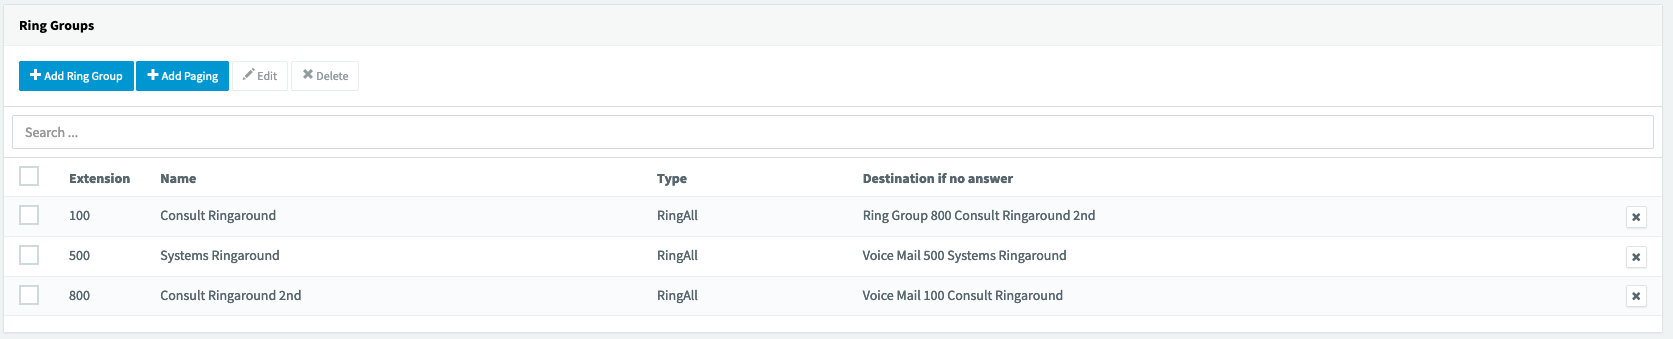 Ring Groups
Add Ring Group Add Paging Edit Delete
Search ...
Extension Name Type Destination if no answer
100 Consult Ringaround RingAll Ring Group 800 Consult Ringaround 2nd
500 Systems Ringaround RingAll Voice Mail 500 Systems Ringaround
800 Consult Ringaround 2nd RingAll Voice Mail 100 Consult Ringaround